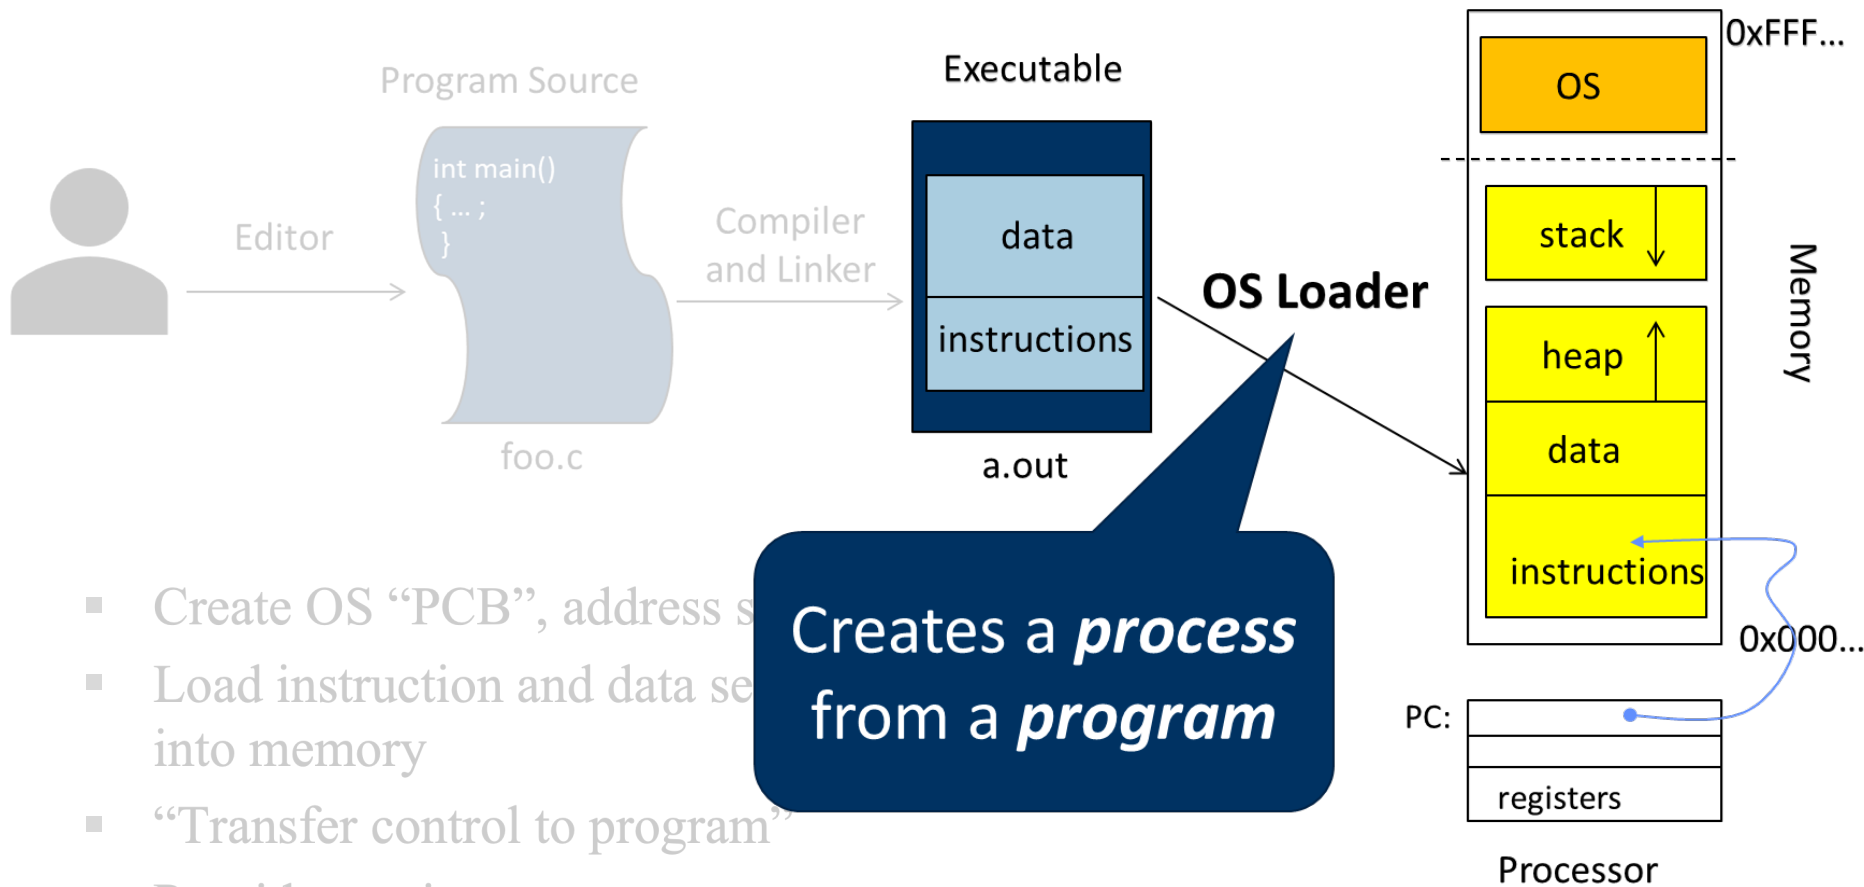 Program Source
int main()
{ ... ;
}
foo.c
Editor
Compiler
and Linker
Executable
data
instructions
a.out
OS Loader
Creates a process
from a program
0xFFF...
OS
stack
heap
data
instructions
0x000...
Memory
PC:
registers
Processor
Create OS “PCB”, address
Load instruction and data
into memory
“Transfer control to program”